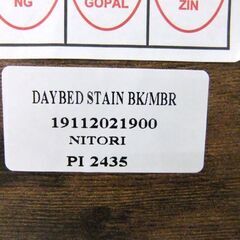 NG GOPAL ZIN
DAYBED STAIN BK/MBR
19112021900
NITORI
PI 2435